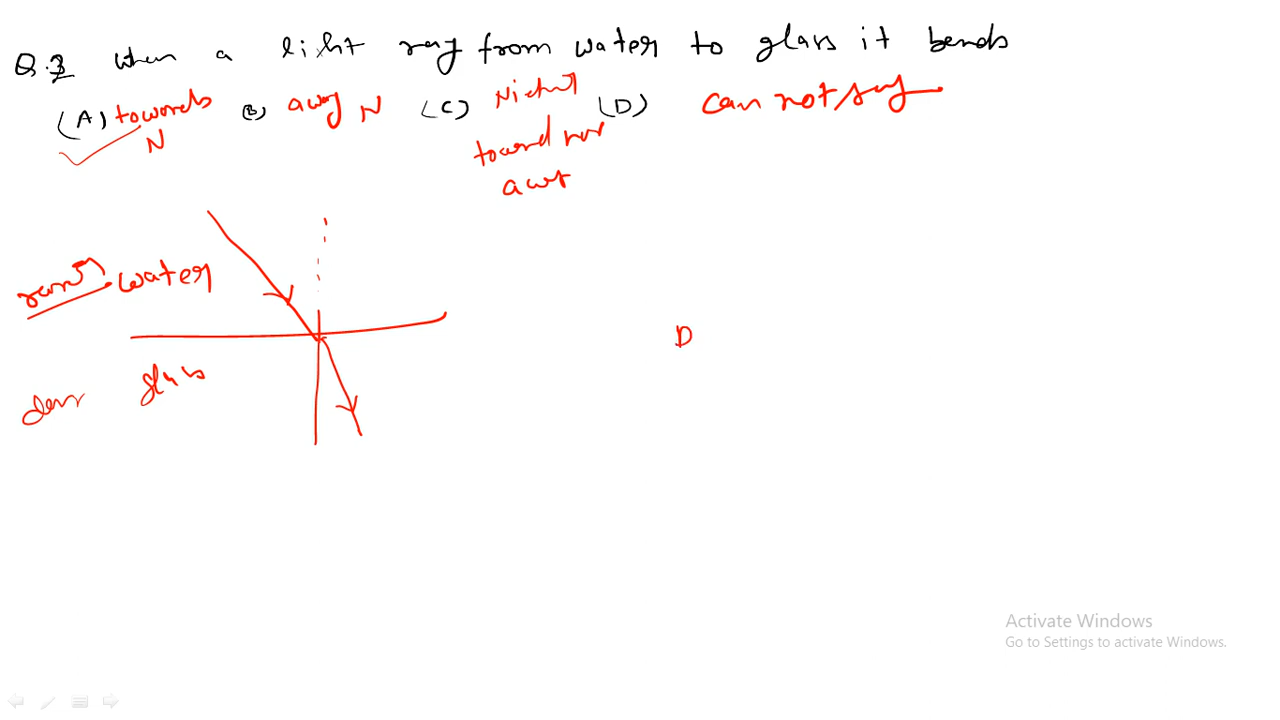 Q.3 when a light ray from water to glass it bends
(A) towards N (B) away N (C) toward nor away (D) can not say
water
glass
D
Activate Windows
Go to Settings to activate Windows.